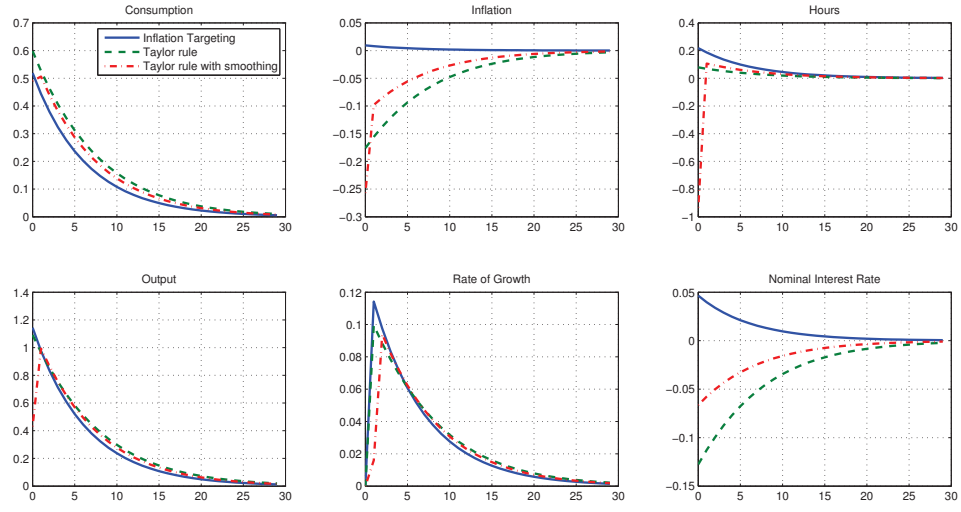 Consumption
0.7
0.6
0.5
0.4
0.3
0.2
0.1
0
0 5 10 15 20 25 30
Inflation Targeting
Taylor rule
Taylor rule with smoothing
Inflation
0.05
0
−0.05
−0.1
−0.15
−0.2
−0.25
−0.3
0 5 10 15 20 25 30
Hours
0.4
0.2
0
−0.2
−0.4
−0.6
−0.8
−1
0 5 10 15 20 25 30
Output
1.4
1.2
1
0.8
0.6
0.4
0.2
0
0 5 10 15 20 25 30
Rate of Growth
0.12
0.1
0.08
0.06
0.04
0.02
0
0 5 10 15 20 25 30
Nominal Interest Rate
0.05
0
−0.05
−0.1
−0.15
0 5 10 15 20 25 30